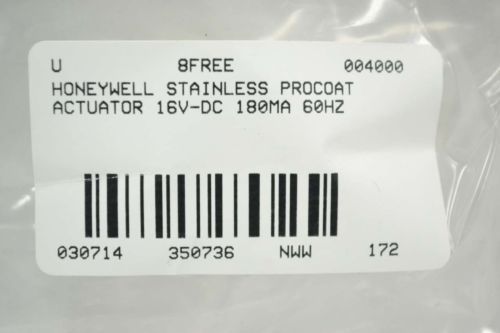 U 8FREE 004000
HONEYWELL STAINLESS PROCOAT
ACTUATOR 16V-DC 180MA 60HZ
030714 350736 NWW 172